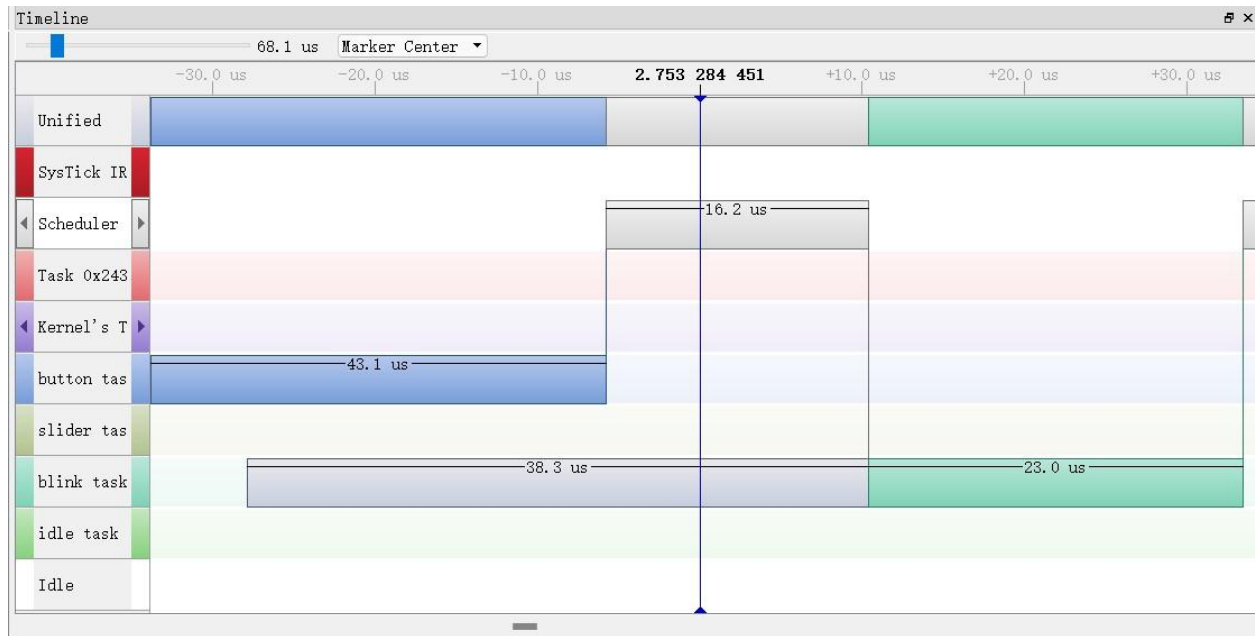 Timeline
68.1 us Marker Center
-30.0 us -20.0 us -10.0 us 2.753 284 451 +10.0 us +20.0 us +30.0 us
Unified
SysTick IR
Scheduler 16.2 us
Task 0x243
Kernel's T
button tas 43.1 us
slider tas
blink task 38.3 us 23.0 us
idle task
Idle